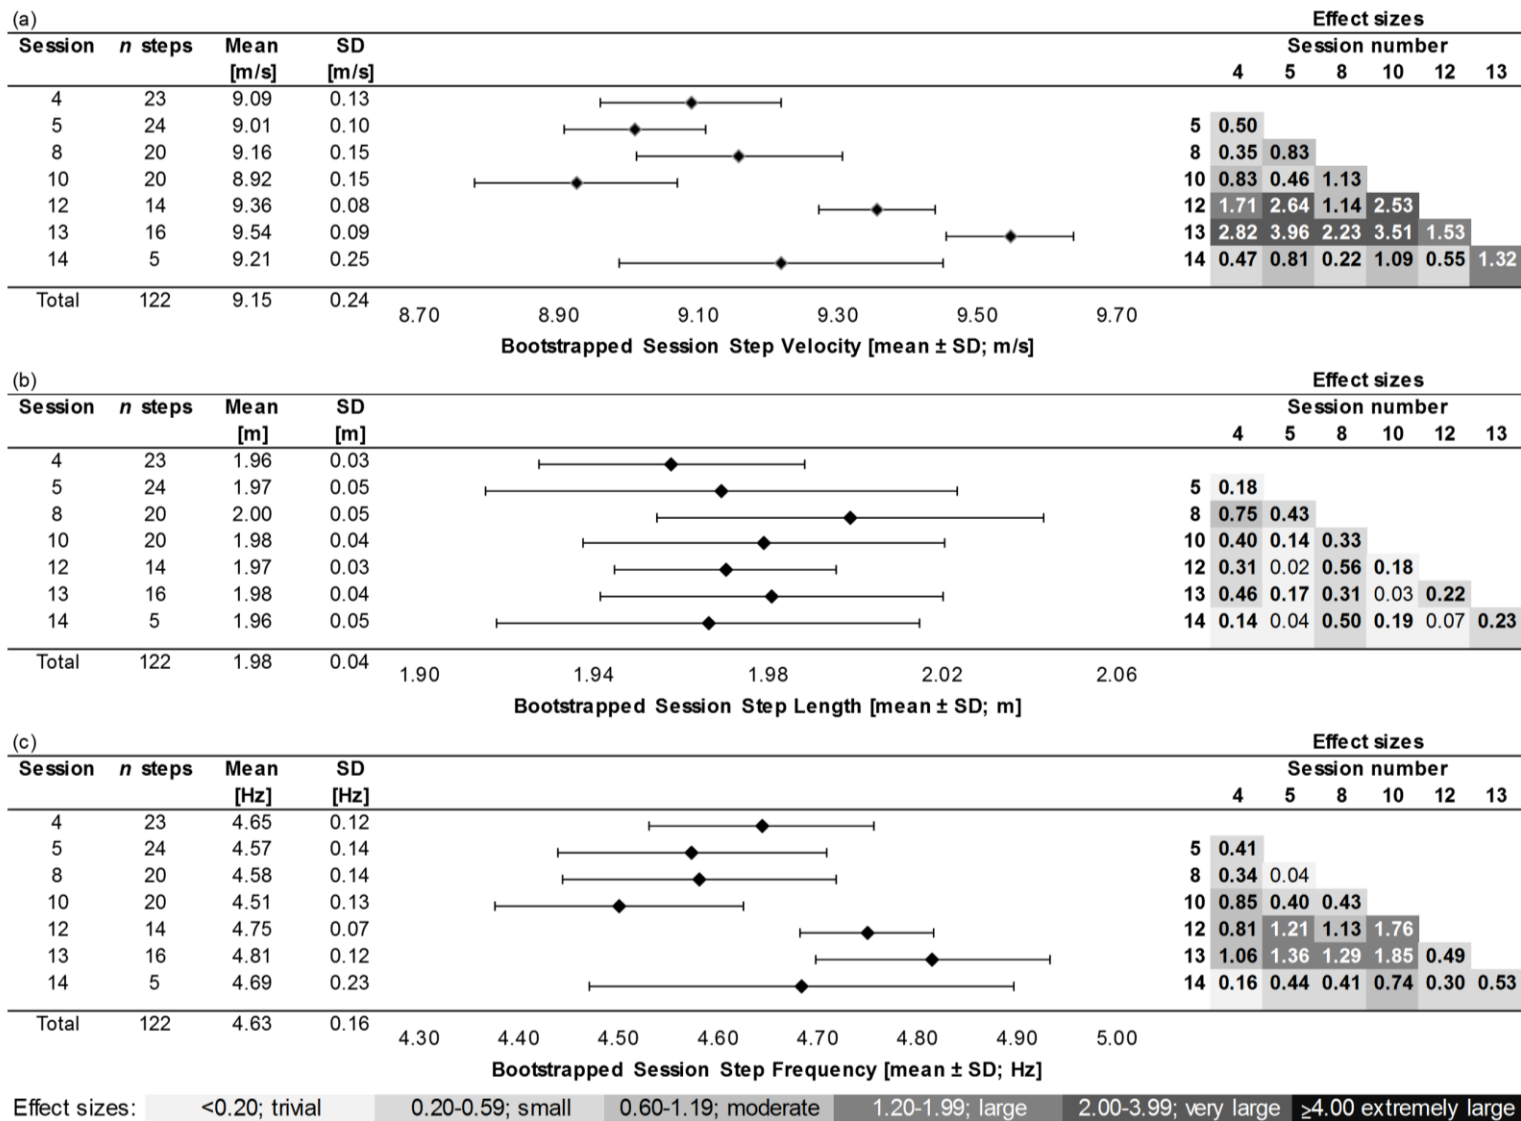 (a)
Effect sizes
Session n steps Mean SD Session number
[m/s] [m/s] 4 5 8 10 12 13
4 23 9.09 0.13
5 24 9.01 0.10 5 0.50
8 20 9.16 0.15 8 0.35 0.83
10 20 8.92 0.15 10 0.83 0.46 1.13
12 14 9.36 0.08 12 1.71 2.64 1.14 2.53
13 16 9.54 0.09 13 2.82 3.96 2.23 3.51 1.53
14 5 9.21 0.25 14 0.47 0.81 0.22 1.09 0.55 1.32
Total 122 9.15 0.24
8.70 8.90 9.10 9.30 9.50 9.70
Bootstrapped Session Step Velocity [mean ± SD; m/s]
(b)
Effect sizes
Session n steps Mean SD Session number
[m] [m] 4 5 8 10 12 13
4 23 1.96 0.03
5 24 1.97 0.05 5 0.18
8 20 2.00 0.05 8 0.75 0.43
10 20 1.98 0.04 10 0.40 0.14 0.33
12 14 1.97 0.03 12 0.31 0.02 0.56 0.18
13 16 1.98 0.04 13 0.46 0.17 0.31 0.03 0.22
14 5 1.96 0.05 14 0.14 0.04 0.50 0.19 0.07 0.23
Total 122 1.98 0.04
1.90 1.94 1.98 2.02 2.06
Bootstrapped Session Step Length [mean ± SD; m]
(c)
Effect sizes
Session n steps Mean SD Session number
[Hz] [Hz] 4 5 8 10 12 13
4 23 4.65 0.12
5 24 4.57 0.14 5 0.41
8 20 4.58 0.14 8 0.34 0.04
10 20 4.51 0.13 10 0.85 0.40 0.43
12 14 4.75 0.07 12 0.81 1.21 1.13 1.76
13 16 4.81 0.12 13 1.06 1.36 1.29 1.85 0.49
14 5 4.69 0.23 14 0.16 0.44 0.41 0.74 0.30 0.53
Total 122 4.63 0.16
4.30 4.40 4.50 4.60 4.70 4.80 4.90 5.00
Bootstrapped Session Step Frequency [mean ± SD; Hz]
Effect sizes: <0.20; trivial 0.20-0.59; small 0.60-1.19; moderate 1.20-1.99; large 2.00-3.99; very large ≥4.00 extremely large